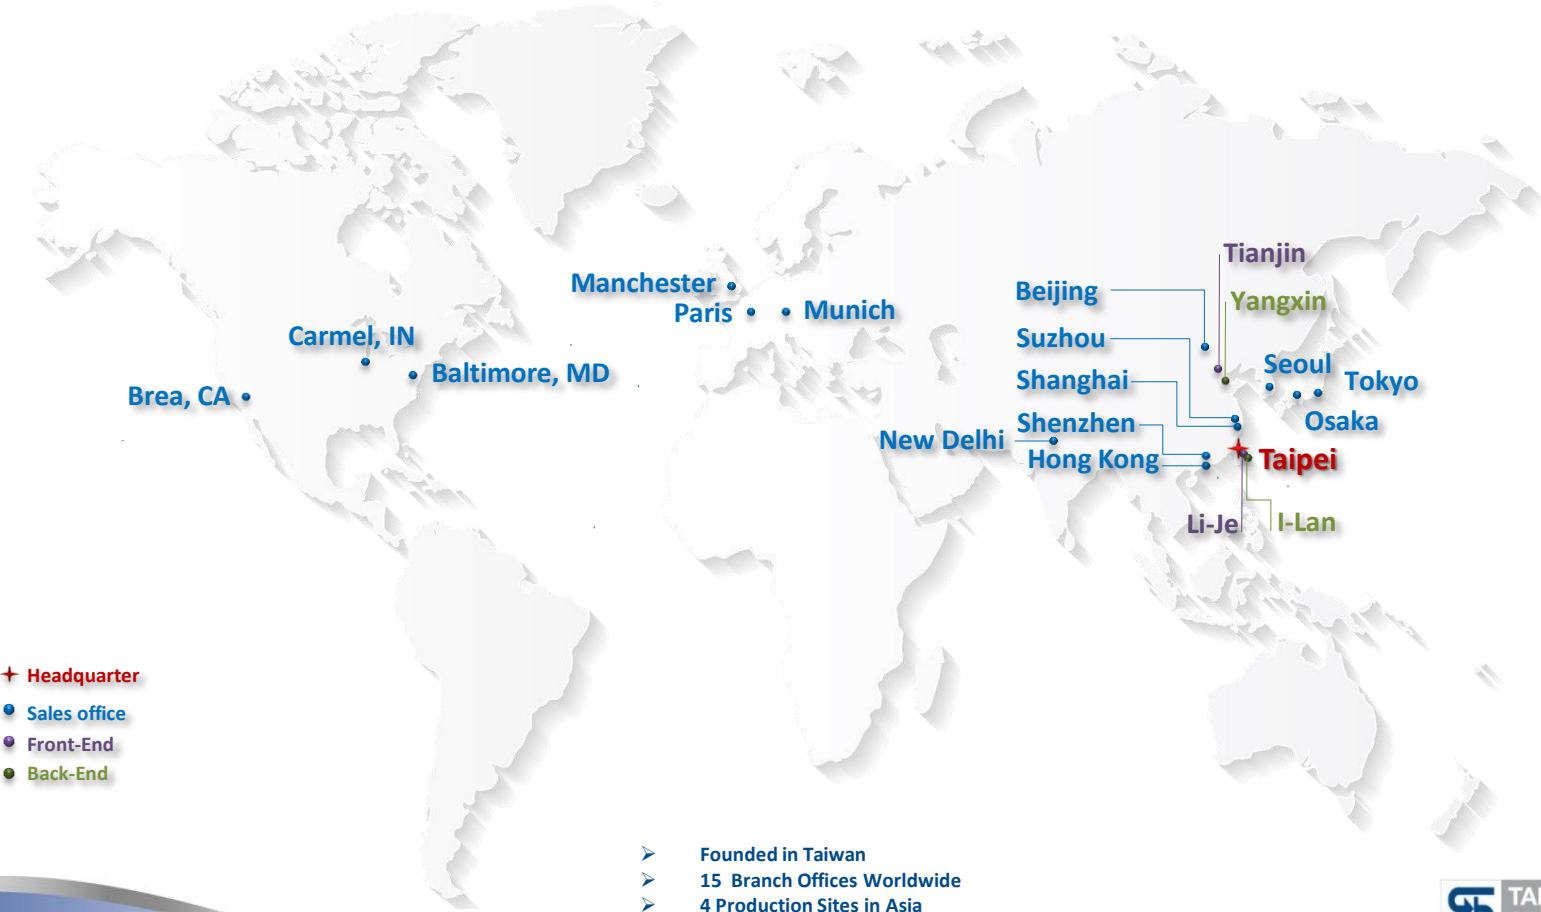 Tianjin
Manchester
Beijing
Yangxin
Paris
Munich
Carmel, IN
Suzhou
Seoul
Baltimore, MD
Shanghai
Tokyo
Brea, CA
Shenzhen
Osaka
New Delhi
Hong Kong
Taipei
Li-Je
I-Lan
Headquarter
Sales office
Front-End
Back-End
➢ Founded in Taiwan
➢ 15 Branch Offices Worldwide
➢ 4 Production Sites in Asia